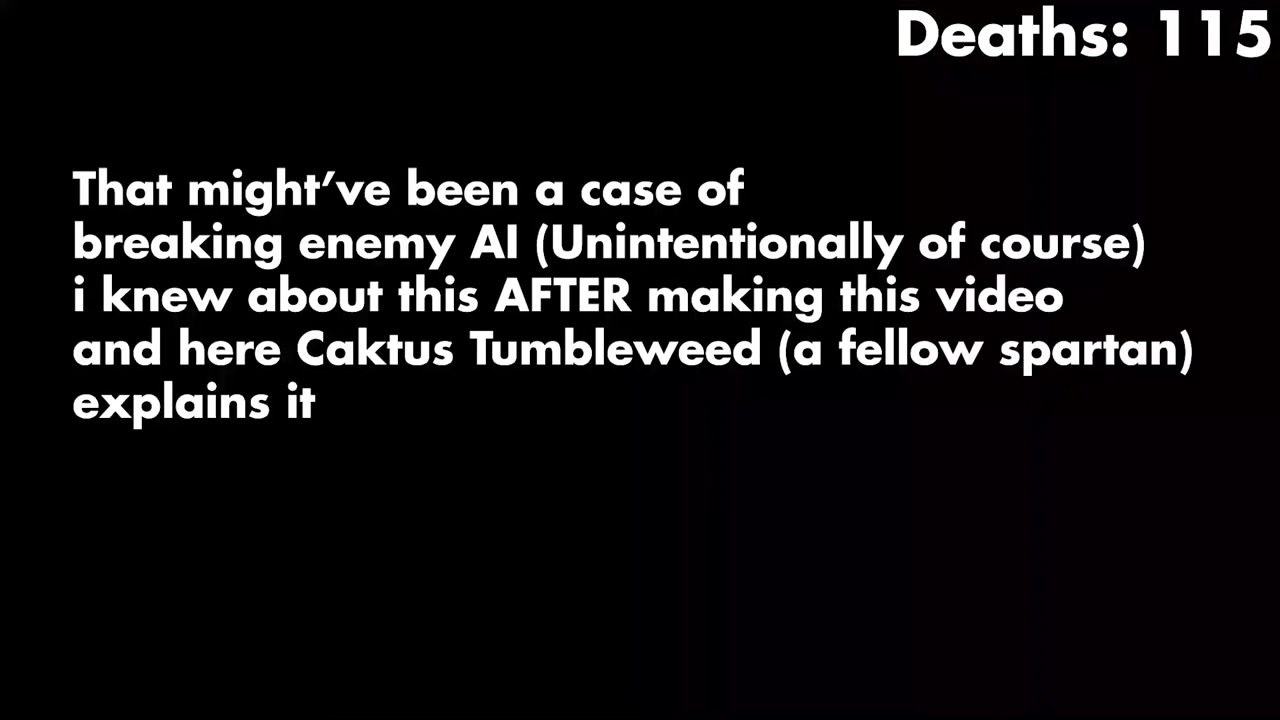 Deaths: 115
That might’ve been a case of
breaking enemy AI (Unintentionally of course)
i knew about this AFTER making this video
and here Caktus Tumbleweed (a fellow spartan)
explains it